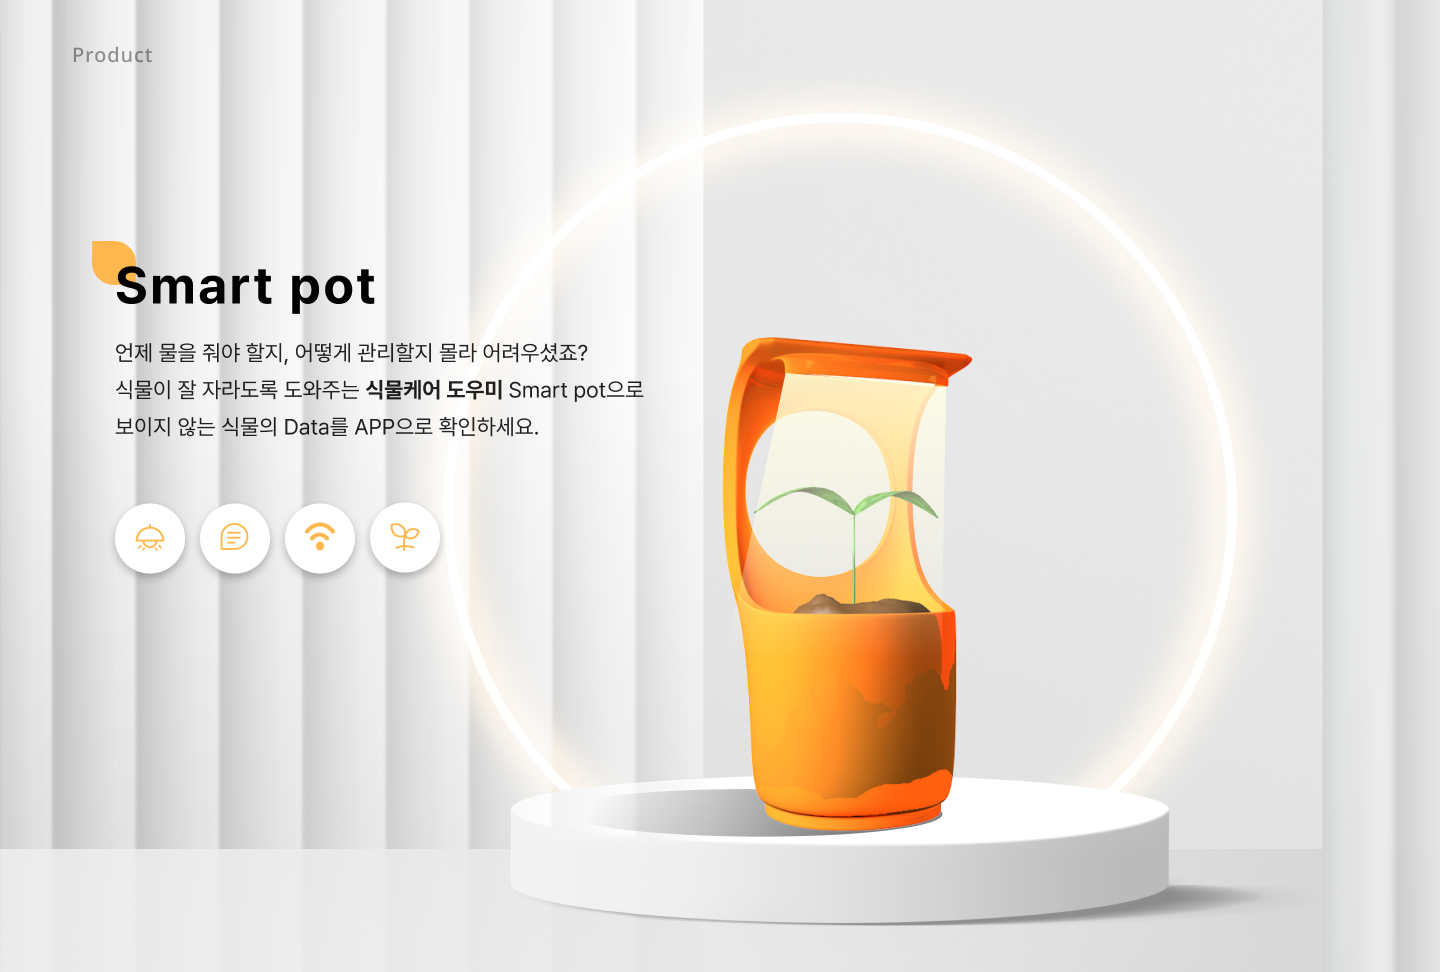 Product
Smart pot
언제 물을 줘야 할지, 어떻게 관리할지 몰라 어려우셨죠?
식물이 잘 자라도록 도와주는 식물케어 도우미 Smart pot으로
보이지 않는 식물의 Data를 APP으로 확인하세요.